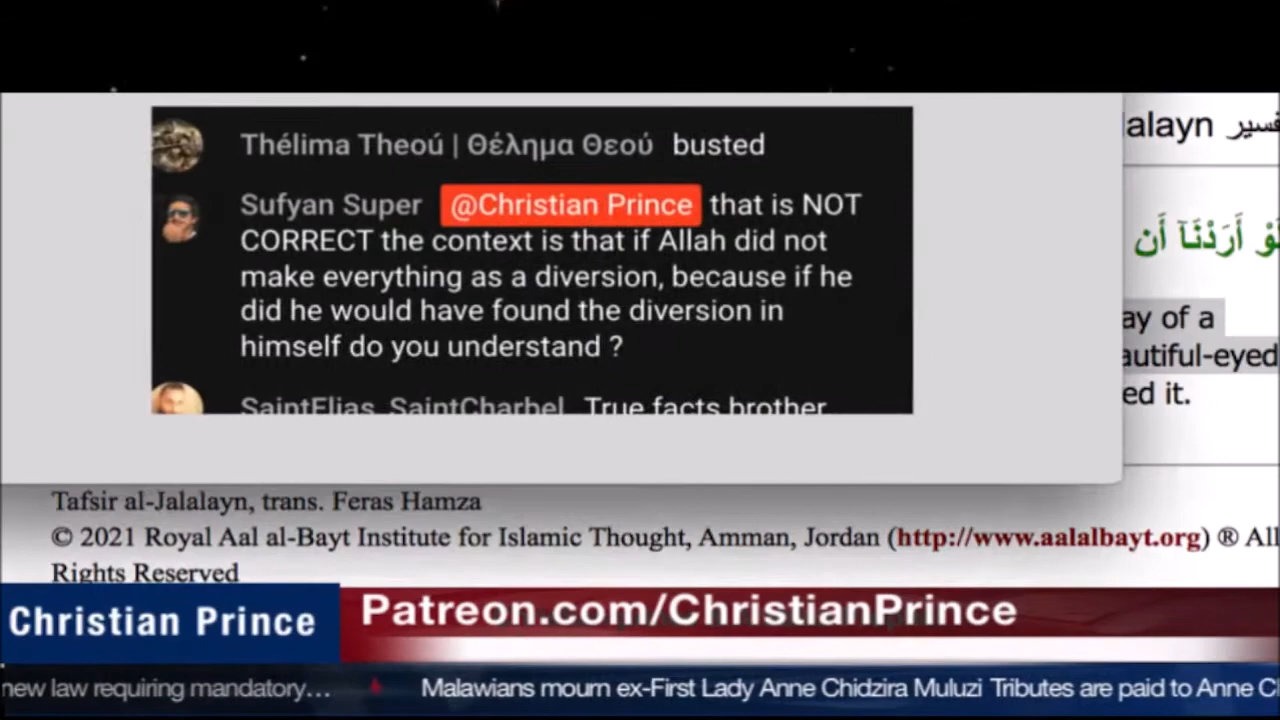 Thélima Theoú | Θέλημα Θεού busted
Sufyan Super @Christian Prince that is NOT
CORRECT the context is that if Allah did not
make everything as a diversion, because if he
did he would have found the diversion in
himself do you understand ?
SaintElias SaintCharbel True facts brother
alalayn
وْ أَرَدْنَآ أَن
ay of a
autiful-eyed
ed it.
Tafsir al-Jalalayn, trans. Feras Hamza
© 2021 Royal Aal al-Bayt Institute for Islamic Thought, Amman, Jordan (http://www.aalalbayt.org) ® All
Rights Reserved
Christian Prince
Patreon.com/ChristianPrince
new law requiring mandatory… Malawians mourn ex-First Lady Anne Chidzira Muluzi Tributes are paid to Anne C